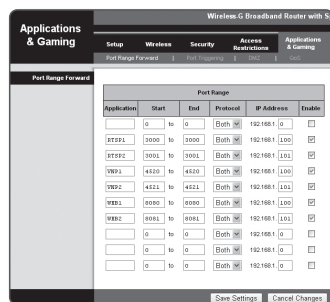 Wireless-G Broadband Router with S
Applications & Gaming
Setup Wireless Security Access Restrictions Applications & Gaming
Port Range Forward | Port Triggering | DMZ | QoS
Port Range Forward
Port Range
Application Start End Protocol IP Address Enable
0 to 0 Both 192.168.1. 0
RTSP1 3000 to 3000 Both 192.168.1. 100
RTSP2 3001 to 3001 Both 192.168.1. 101
VNP1 4520 to 4520 Both 192.168.1. 100
VNP2 4521 to 4521 Both 192.168.1. 101
WEB1 8080 to 8080 Both 192.168.1. 100
WEB2 8081 to 8081 Both 192.168.1. 101
0 to 0 Both 192.168.1. 0
0 to 0 Both 192.168.1. 0
0 to 0 Both 192.168.1. 0
Save Settings Cancel Changes